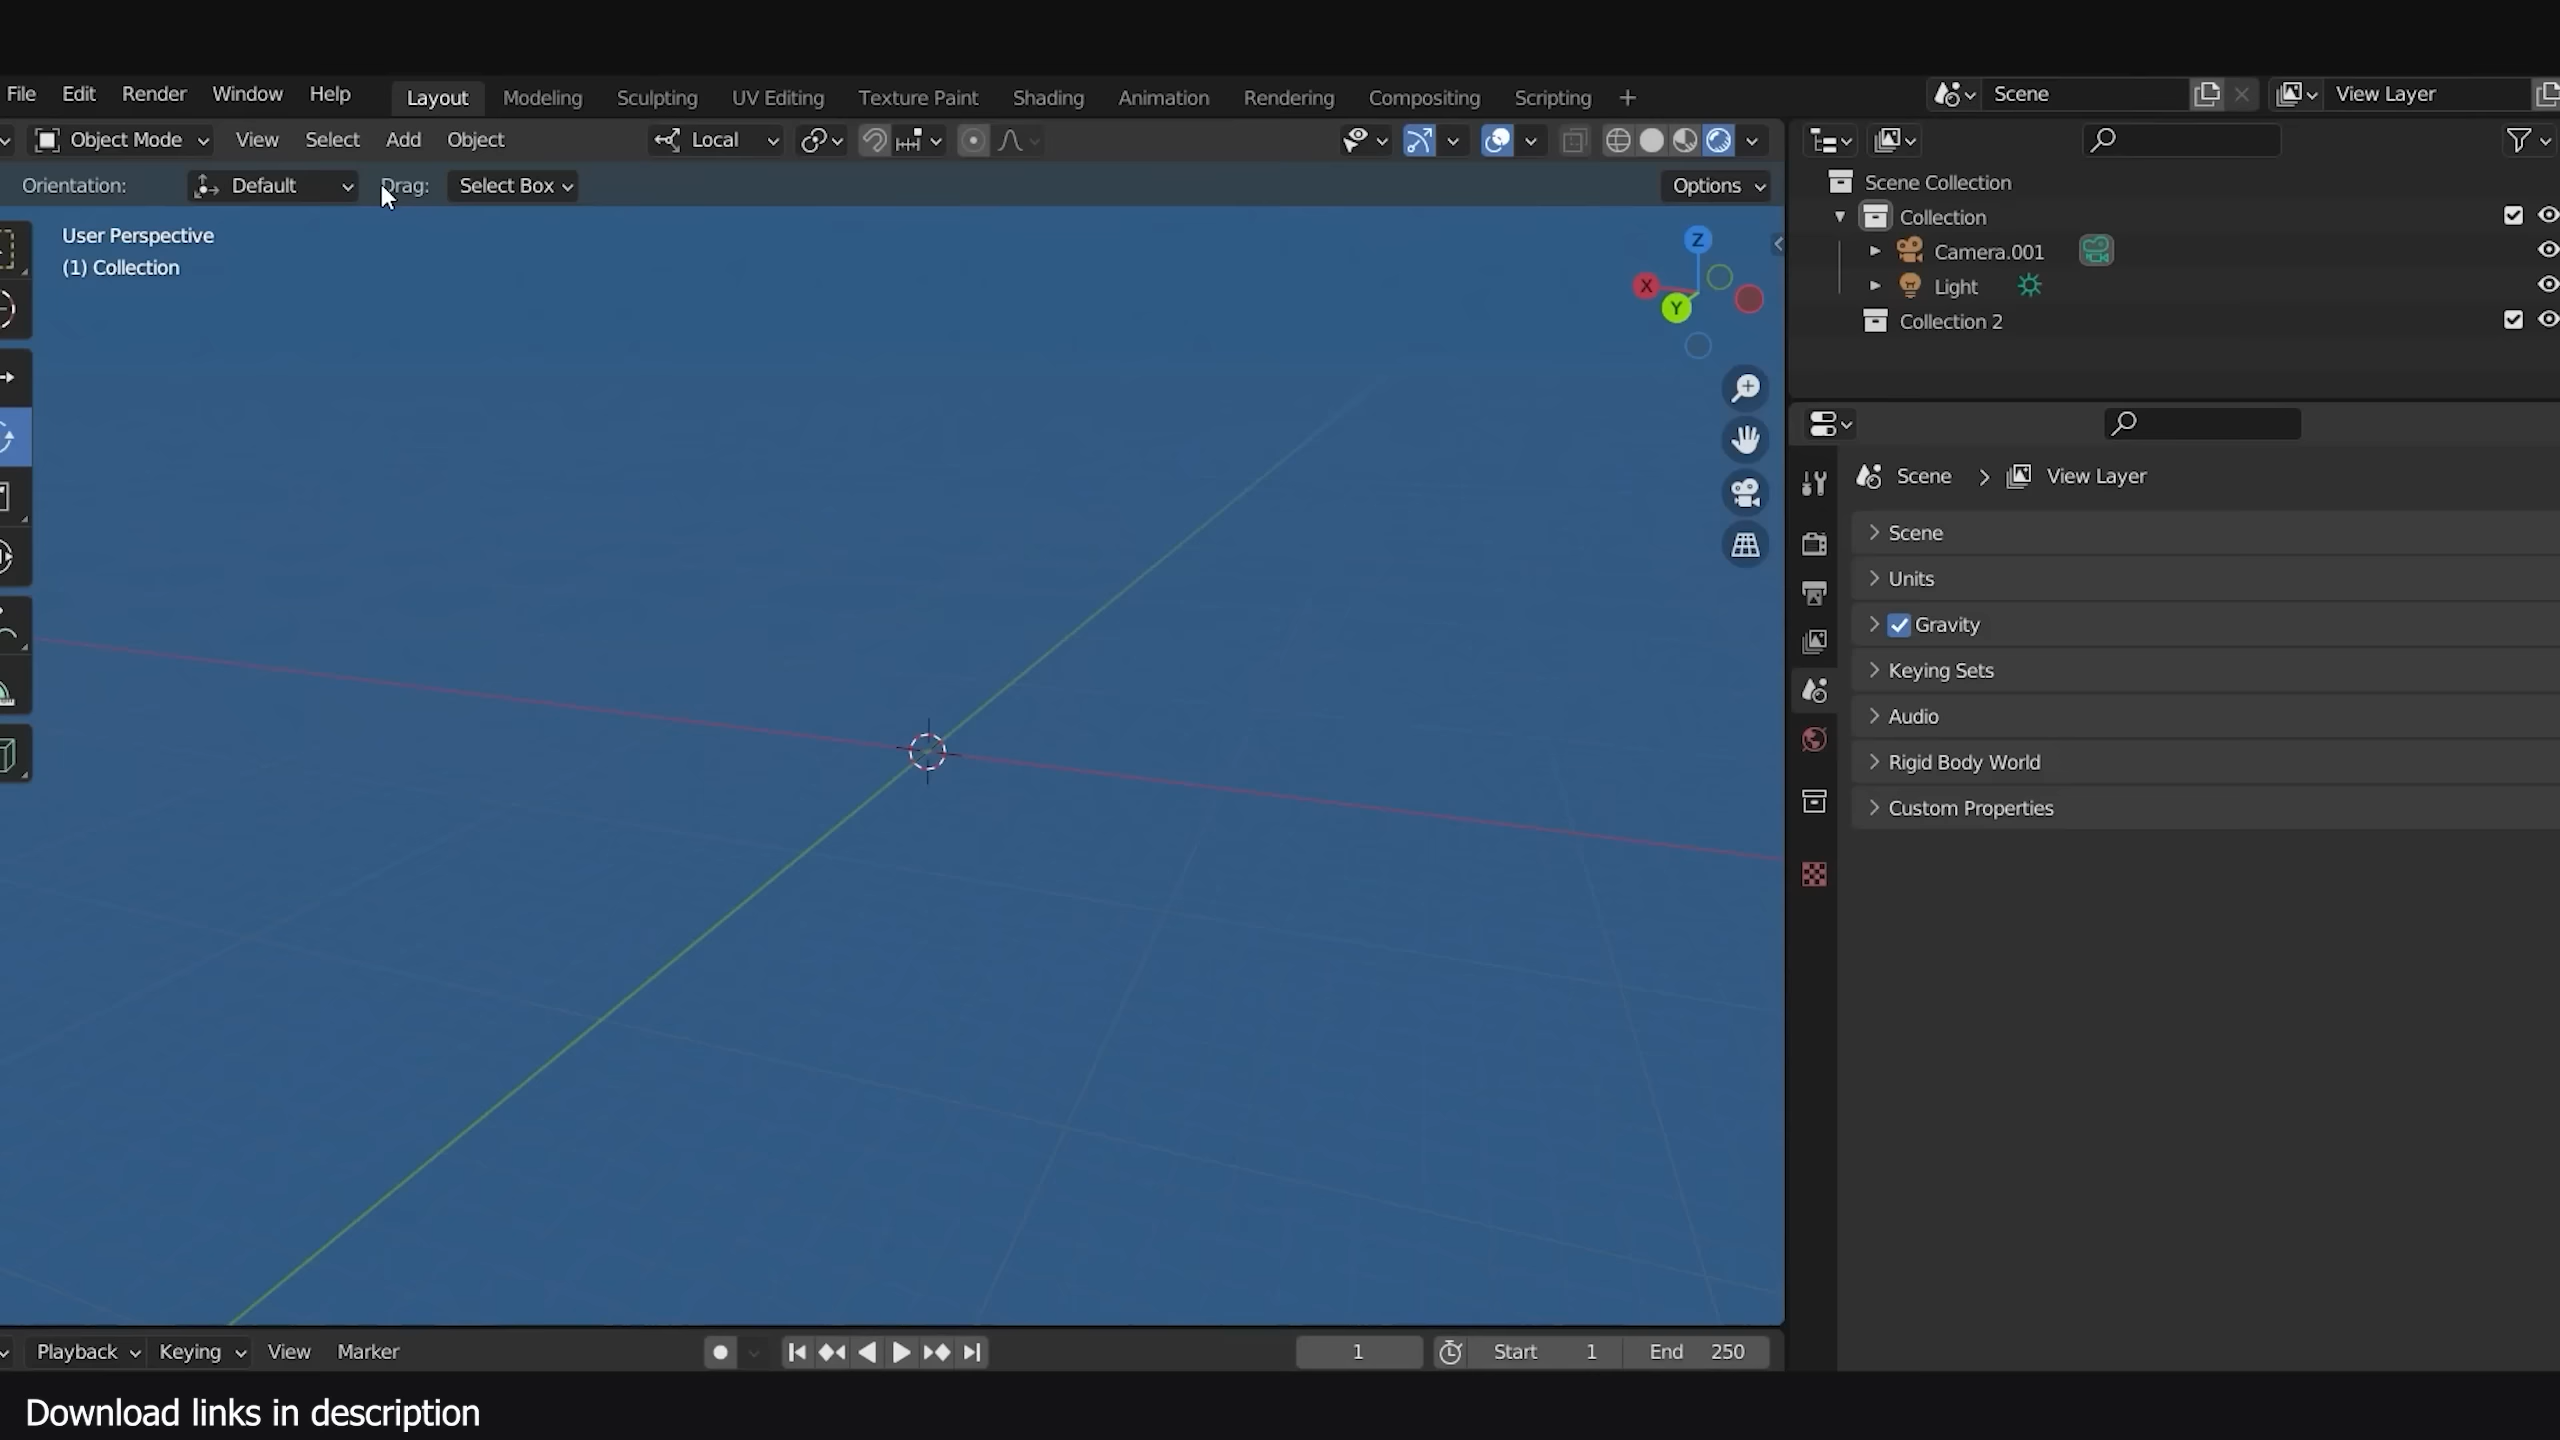 File Edit Render Window Help Layout Modeling Sculpting UV Editing Texture Paint Shading Animation Rendering Compositing Scripting + Scene View Layer
Object Mode View Select Add Object Local
Orientation: Default Drag: Select Box Options
User Perspective
(1) Collection
Z
X
Y
Scene Collection
Collection
Camera.001
Light
Collection 2
Scene > View Layer
Scene
Units
Gravity
Keying Sets
Audio
Rigid Body World
Custom Properties
Playback Keying View Marker 1 Start 1 End 250
Download links in description